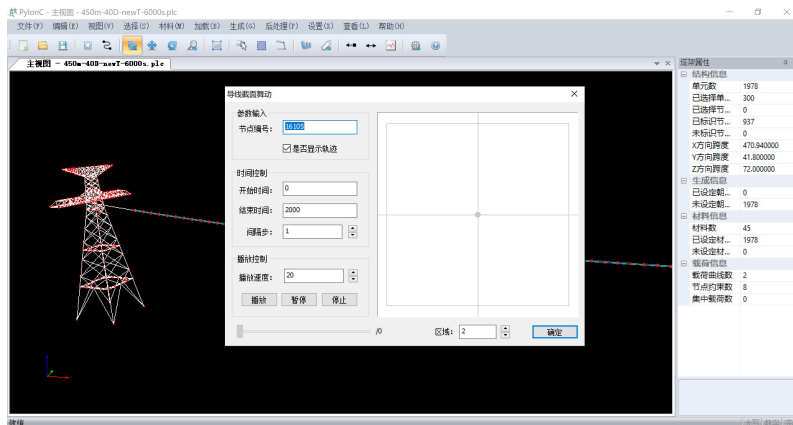 PylonC - 主视图 - 450m-40D-newT-6000s.plc
文件(F) 编辑(E) 视图(V) 选择(S) 材料(M) 加载(B) 生成(G) 后处理(P) 设置(X) 查看(L) 帮助(H)
主视图 - 450m-40D-newT-6000s.plc
塔架属性
结构信息
单元数 1978
已选择单... 300
已选择节... 0
已标识节... 937
未标识节... 0
X方向跨度 470.940000
Y方向跨度 41.800000
Z方向跨度 72.000000
生成信息
已设定朝... 0
未设定朝... 1978
材料信息
材料数 45
已设定材... 1978
未设定材... 0
载荷信息
载荷曲线数 2
节点约束数 8
集中载荷数 0
导线截面舞动
参数输入
节点编号: 16105
是否显示轨迹
时间控制
开始时间: 0
结束时间: 2000
间隔步: 1
播放控制
播放速度: 20
播放 暂停 停止
/0 区域: 2 确定
就绪
大写 数字